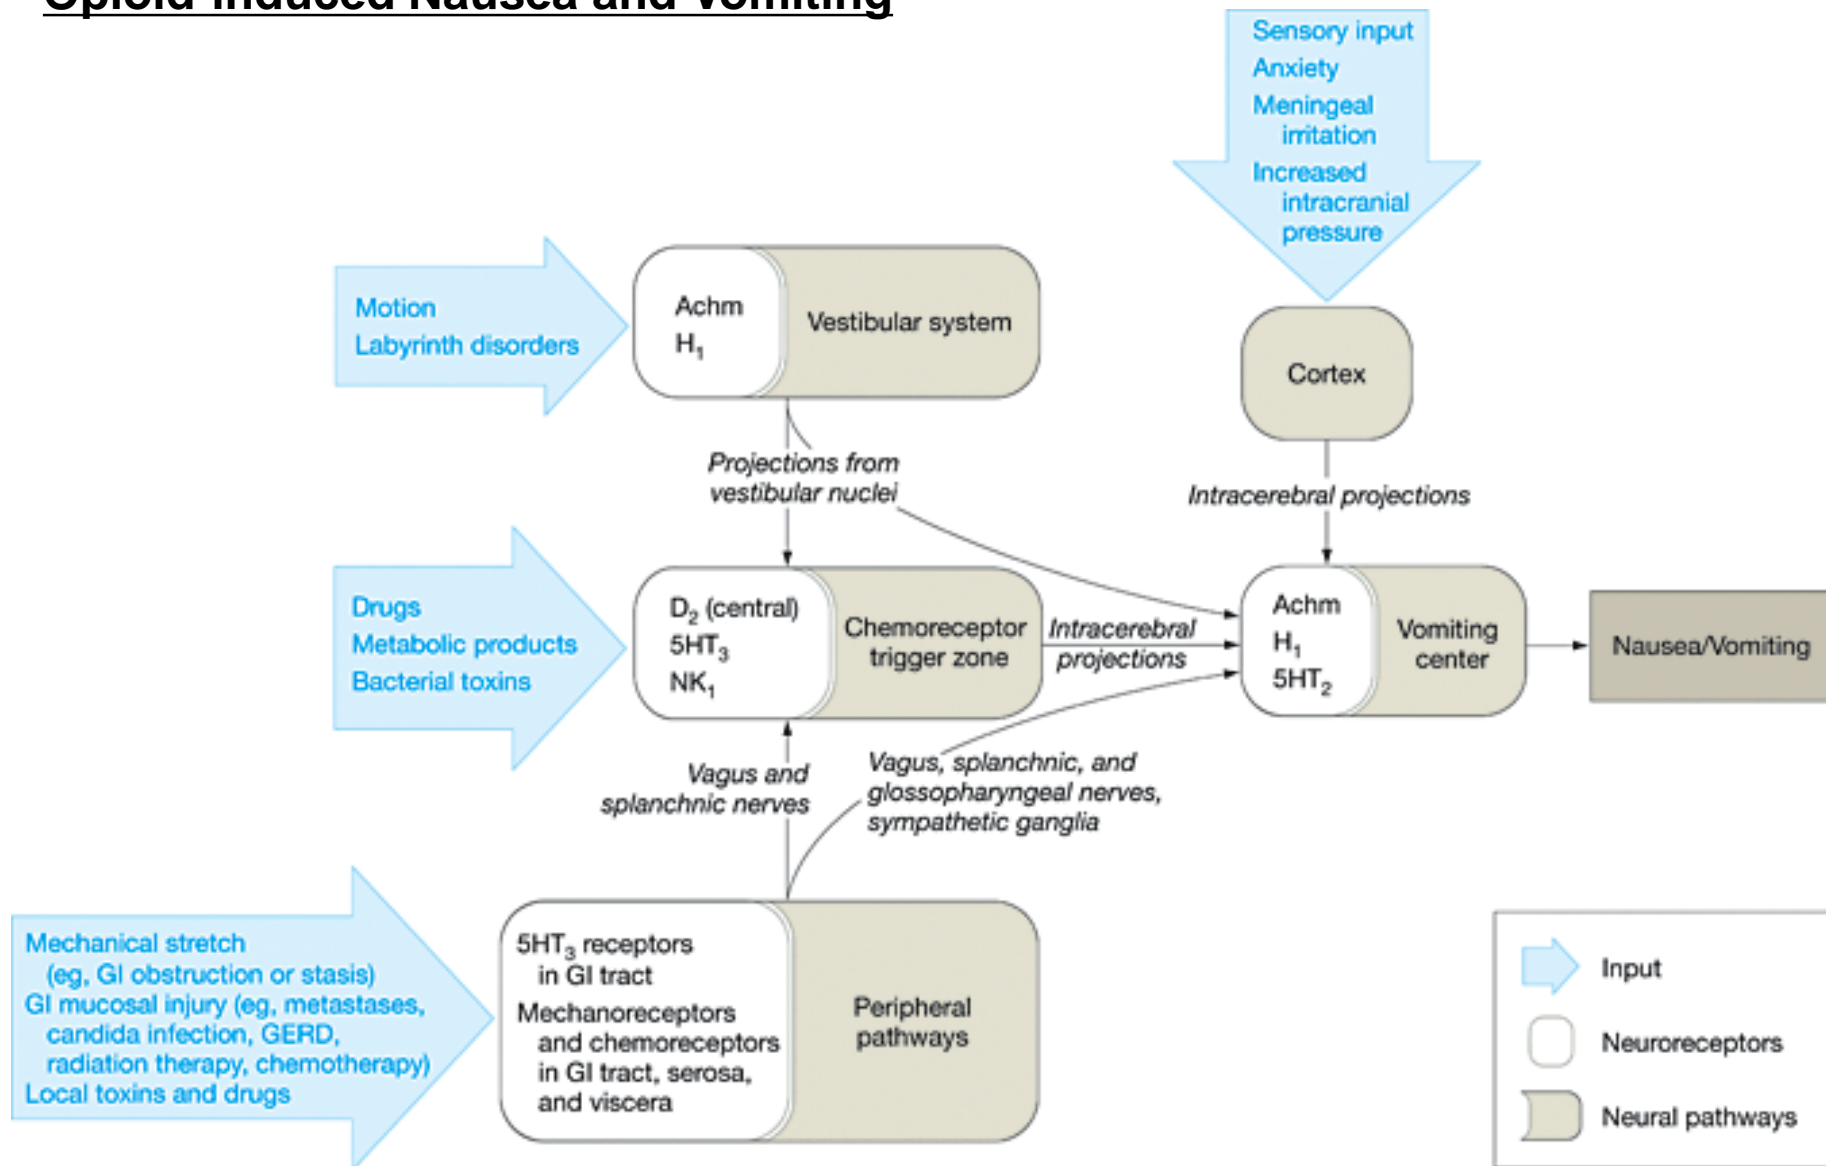 Opioid-induced Nausea and Vomiting
Sensory input
Anxiety
Meningeal
irritation
Increased
intracranial
pressure
Motion
Labyrinth disorders
Achm
H1
Vestibular system
Cortex
Projections from
vestibular nuclei
Intracerebral projections
Drugs
Metabolic products
Bacterial toxins
D2 (central)
5HT3
NK1
Chemoreceptor
trigger zone
Intracerebral
projections
Achm
H1
5HT2
Vomiting
center
Nausea/Vomiting
Vagus and
splanchnic nerves
Vagus, splanchnic, and
glossopharyngeal nerves,
sympathetic ganglia
Mechanical stretch
(eg, GI obstruction or stasis)
GI mucosal injury (eg, metastases,
candida infection, GERD,
radiation therapy, chemotherapy)
Local toxins and drugs
5HT3 receptors
in GI tract
Mechanoreceptors
and chemoreceptors
in GI tract, serosa,
and viscera
Peripheral
pathways
Input
Neuroreceptors
Neural pathways